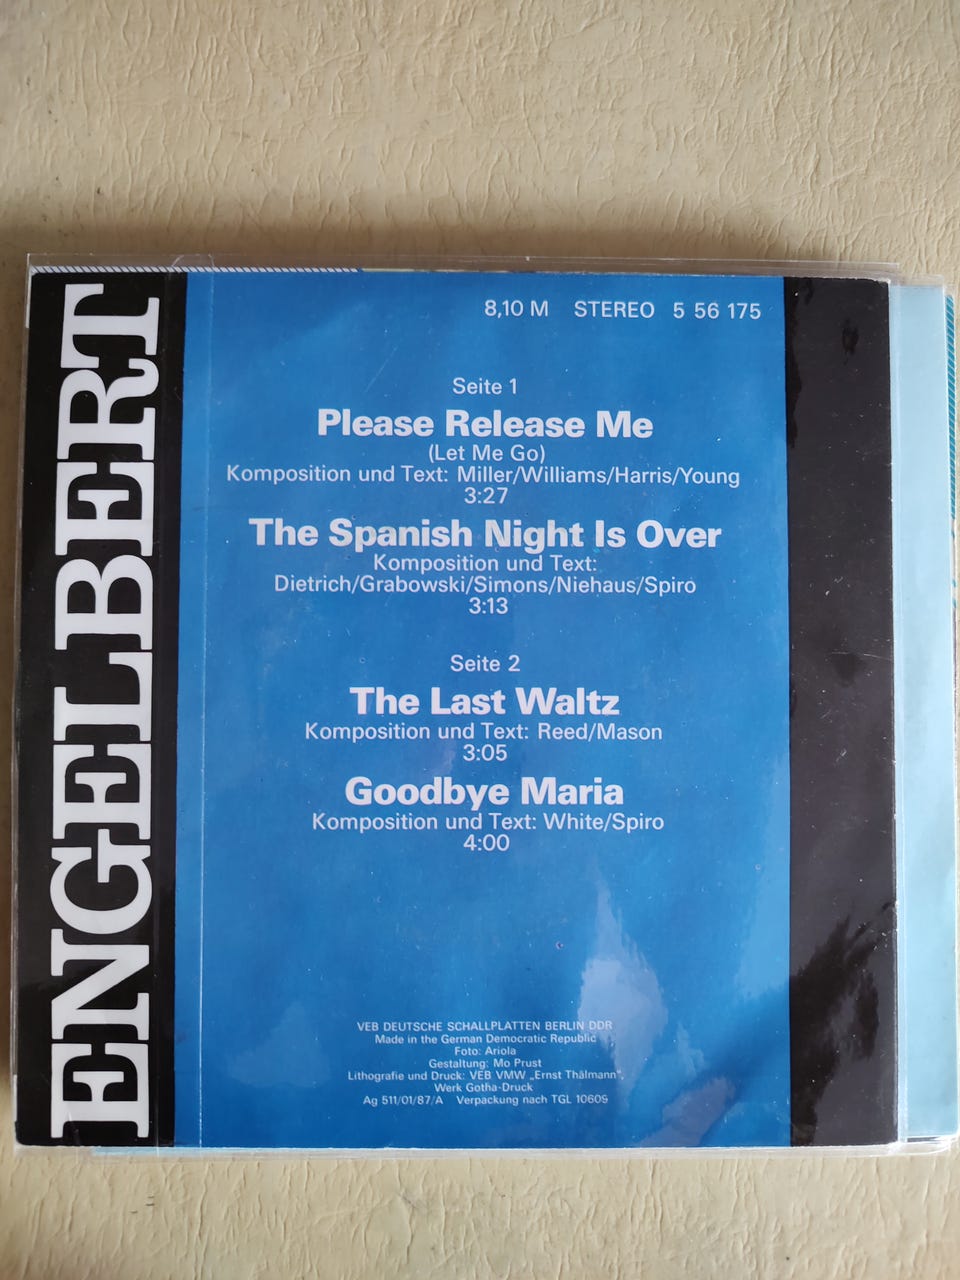 ENGELBERT
8,10 M STEREO 5 56 175
Seite 1
Please Release Me
(Let Me Go)
Komposition und Text: Miller/Williams/Harris/Young
3:27
The Spanish Night Is Over
Komposition und Text:
Dietrich/Grabowski/Simons/Niehaus/Spiro
3:13
Seite 2
The Last Waltz
Komposition und Text: Reed/Mason
3:05
Goodbye Maria
Komposition und Text: White/Spiro
4:00
VEB DEUTSCHE SCHALLPLATTEN BERLIN DDR
Made in the German Democratic Republic
Foto: Ariola
Gestaltung: Mo Prust
Lithografie und Druck: VEB VMW „Ernst Thälmann",
Werk Gotha-Druck
Ag 511/01/87/A Verpackung nach TGL 10609